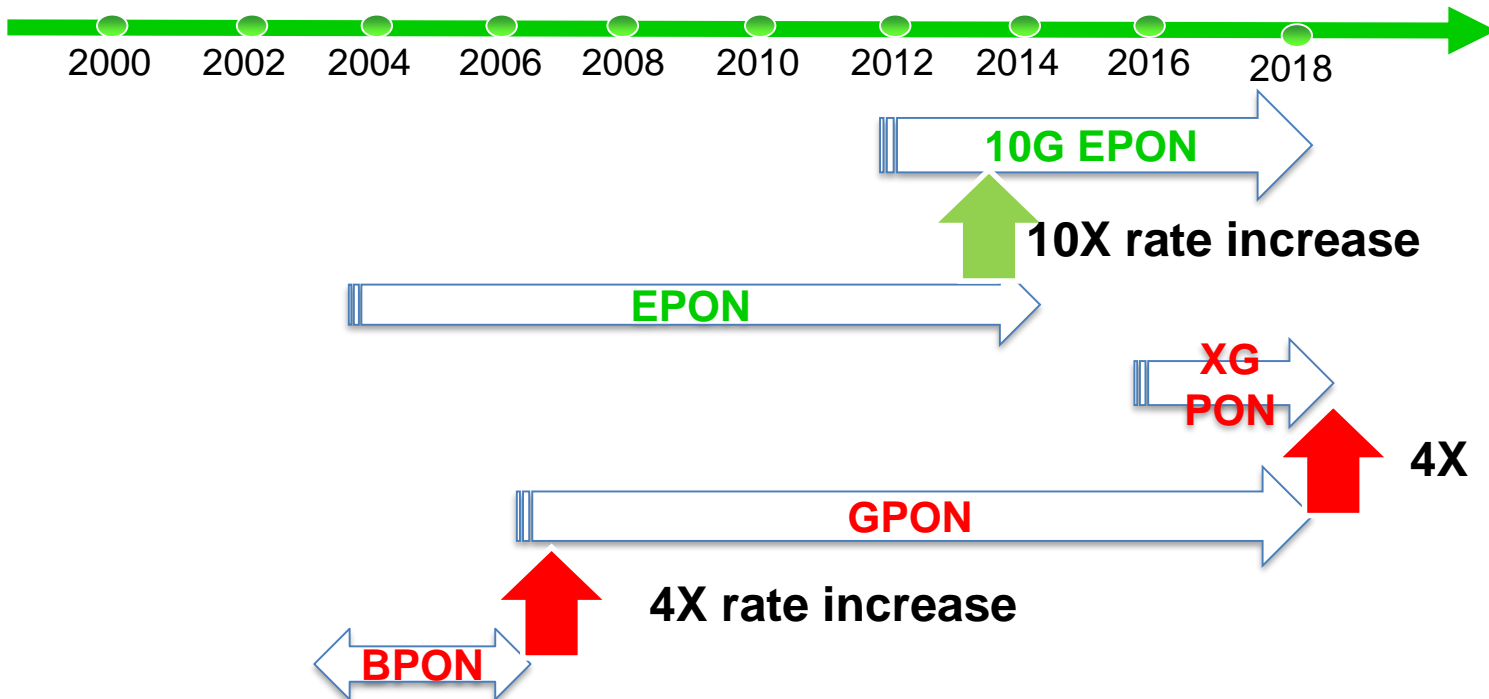 2000 2002 2004 2006 2008 2010 2012 2014 2016 2018
10G EPON
10X rate increase
EPON
XG
PON
4X
GPON
4X rate increase
BPON